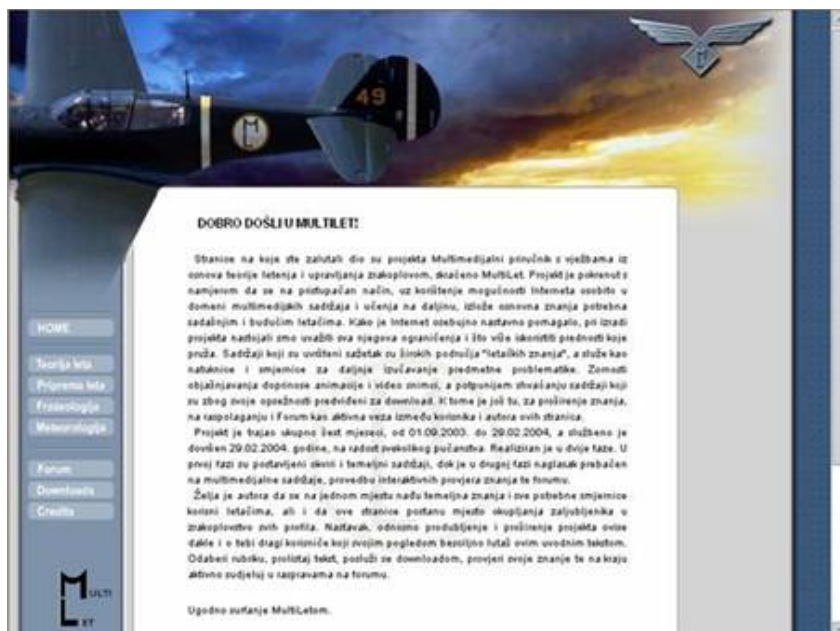 49
DOBRO DOŠLI U MULTILET!
Stranice na koje ste zalutali dio su projekta Multimedijalni priručnik s vježbama iz
osnova teorije letenja i upravljanja zrakoplovom, skraćeno MultiLet. Projekt je pokrenut s
namjerom da se na pristupačan način, uz korištenje mogućnosti Interneta osobito u
domeni multimedijskih sadržaja i učenja na daljinu, izlože osnovna znanja potrebna
sadašnjim i budućim letačima. Kako je Internet osebujno nastavno pomagalo, pri izradi
projekta nastojali smo uvažiti sva njegova ograničenja i što više iskoristiti prednosti koje
pruža. Sadržaji koji su uvršteni sažetak su širokih područja "letačkih znanja", a služe kao
natuknice i smjernice za daljnje izučavanje predmetne problematike. Zornosti
objašnjavanja doprinose animacije i video snimci, a potpunijem shvaćanju sadržaji koji
su zbog svoje opsežnosti predviđeni za download. K tome je još tu, za proširenje znanja,
na raspolaganju i Forum kao aktivna veza između korisnika i autora ovih stranica.
Projekt je trajao ukupno šest mjeseci, od 01.09.2003. do 29.02.2004, a službeno je
dovršen 29.02.2004. godine, na radost svekolikog pučanstva. Realiziran je u dvije faze. U
prvoj fazi su postavljeni okviri i temeljni sadržaji, dok je u drugoj fazi naglasak prebačen
na multimedijalne sadržaje, provedbu interaktivnih provjera znanja te forumu.
Želja je autora da se na jednom mjestu nađu temeljna znanja i sve potrebne smjernice
korisni letačima, ali i da ove stranice postanu mjesto okupljanja zaljubljenika u
zrakoplovstvo svih profila. Nastavak, odnosno produbljenje i proširenje projekta ovise
dakle i o tebi dragi korisniče koji svojim pogledom bezciljno lutaš ovim uvodnim tekstom.
Odaberi rubriku, prolistaj tekst, posluži se downloadom, provjeri svoje znanje te na kraju
aktivno sudjeluj u raspravama na forumu.
Ugodno surfanje MultiLetom.
HOME
Teorija leta
Priprema leta
Frazeologija
Meteorologija
Forum
Downloads
Credits
MULTI
LET